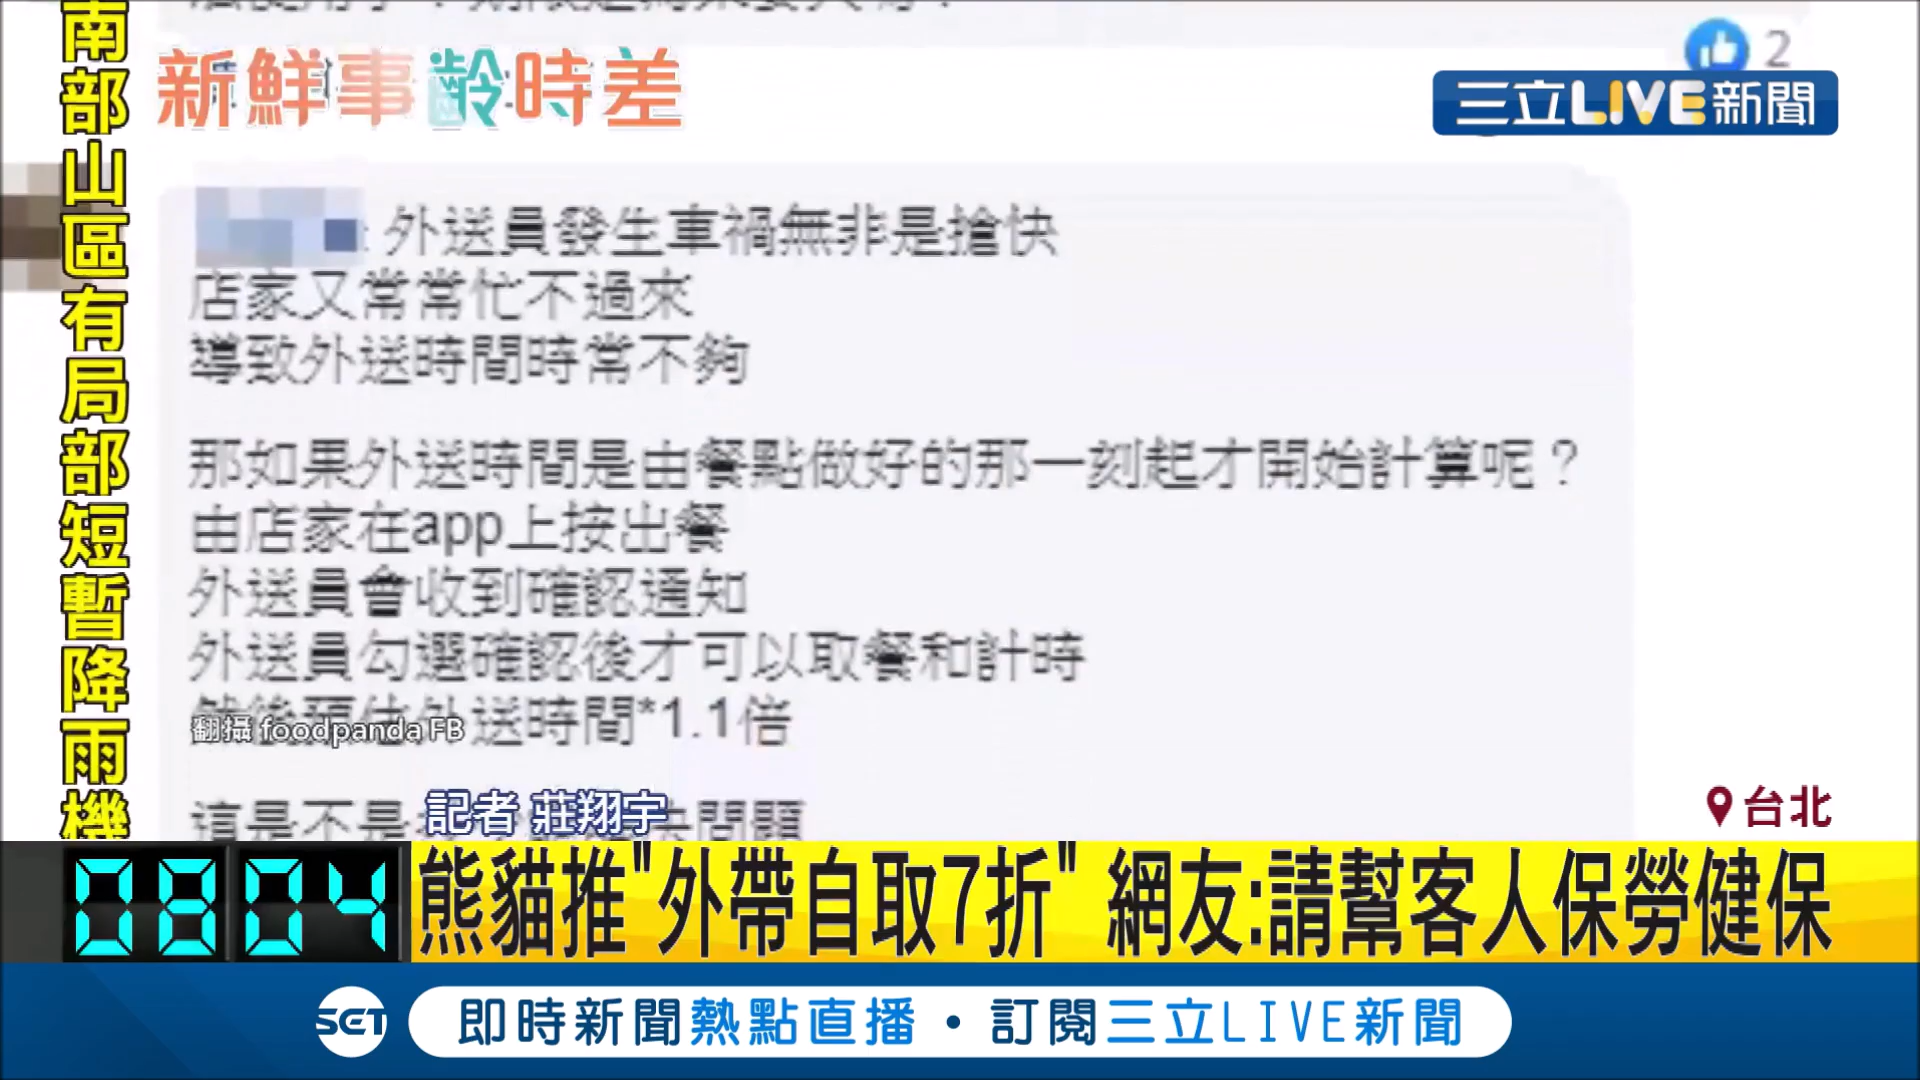 新鮮事齡時差
2
三立LIVE新聞
南部山區有局部短暫降雨機
外送員發生車禍無非是搶快
店家又常常忙不過來
導致外送時間時常不夠
那如果外送時間是由餐點做好的那一刻起才開始計算呢？
由店家在app上按出餐
外送員會收到確認通知
外送員勾選確認後才可以取餐和計時
外送時間*1.1倍
翻攝 foodpanda FB
這是不是
問題
記者 莊翔宇
台北
0804
熊貓推"外帶自取7折" 網友:請幫客人保勞健保
SET
即時新聞熱點直播・訂閱三立LIVE新聞